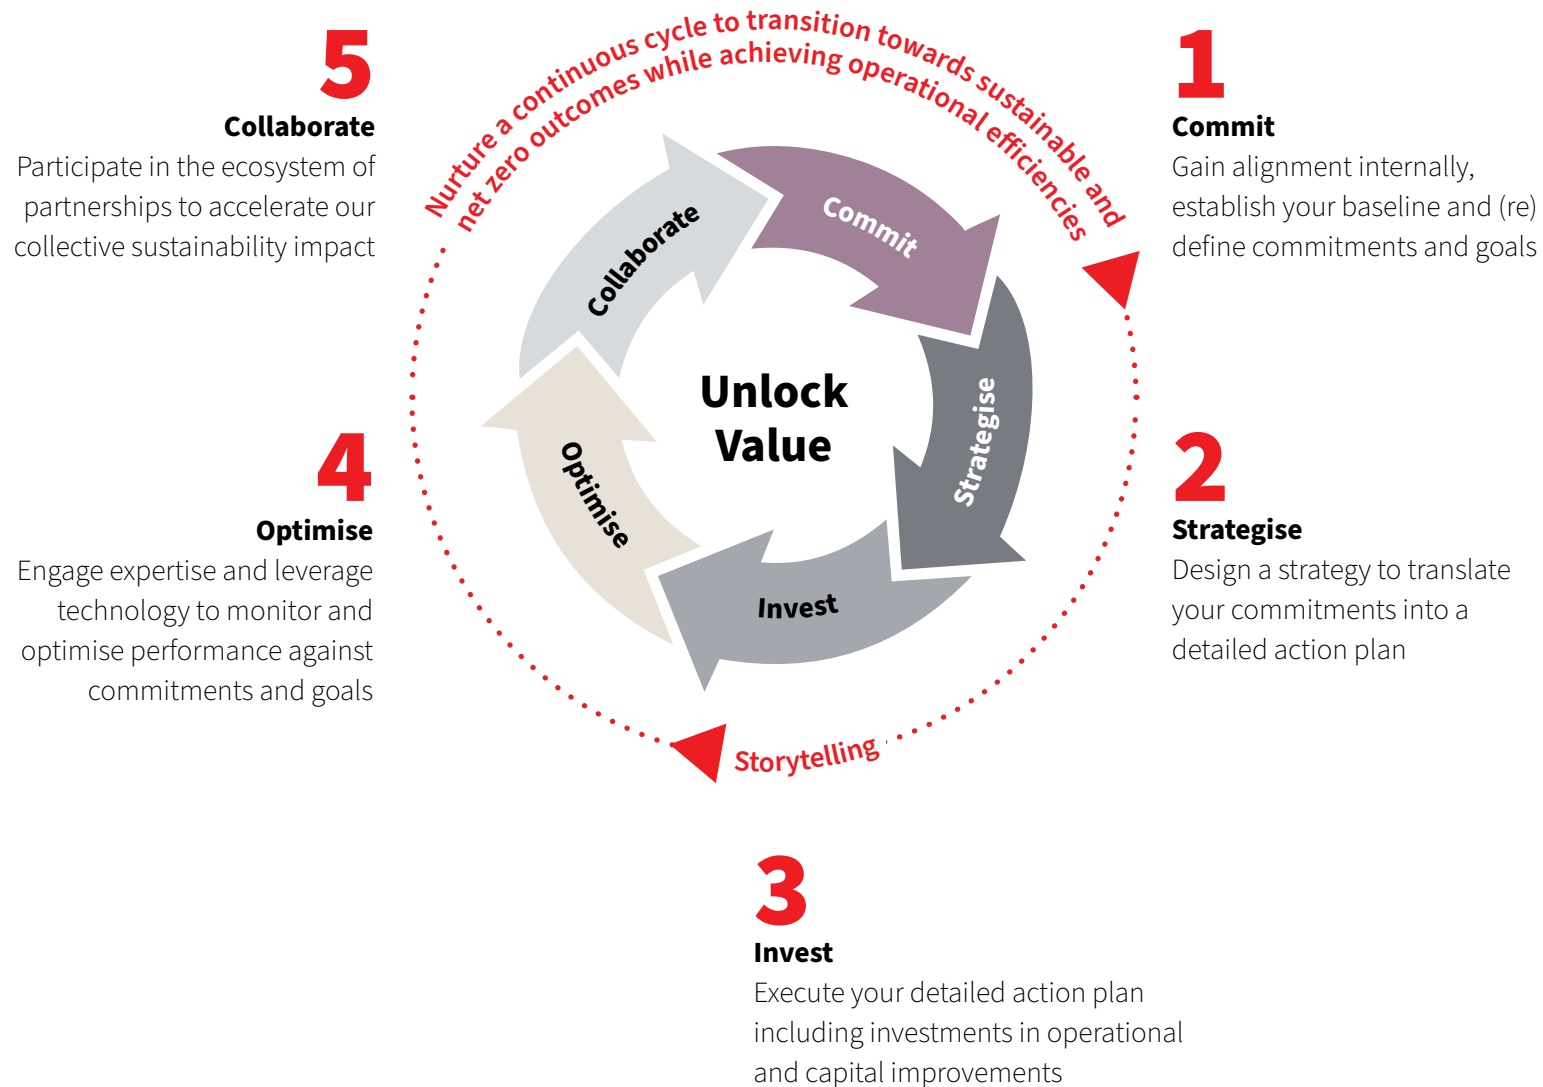 Nurture a continuous cycle to transition towards sustainable and
net zero outcomes while achieving operational efficiencies
1
Commit
Gain alignment internally,
establish your baseline and (re)
define commitments and goals
2
Strategise
Design a strategy to translate
your commitments into a
detailed action plan
3
Invest
Execute your detailed action plan
including investments in operational
and capital improvements
4
Optimise
Engage expertise and leverage
technology to monitor and
optimise performance against
commitments and goals
5
Collaborate
Participate in the ecosystem of
partnerships to accelerate our
collective sustainability impact
Commit
Strategise
Invest
Optimise
Collaborate
Unlock
Value
Storytelling